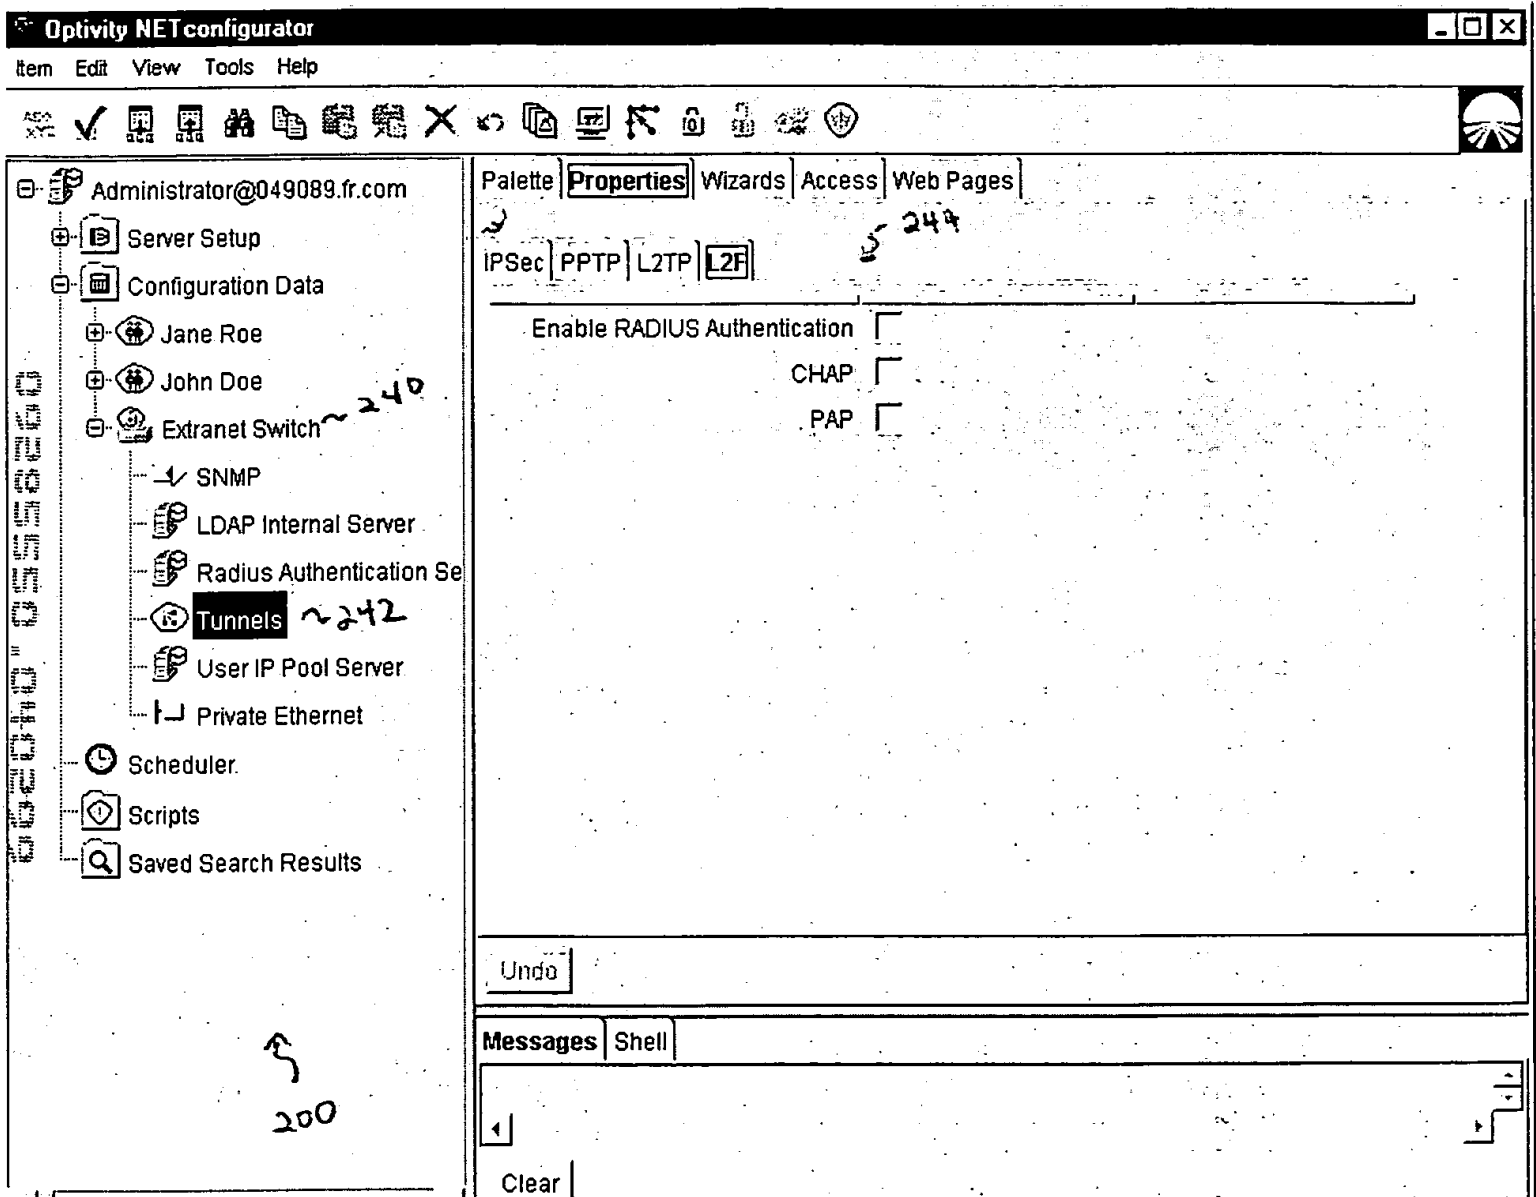 Optivity NETconfigurator
Item Edit View Tools Help
Administrator@049089.fr.com
Server Setup
Configuration Data
Jane Roe
John Doe
Extranet Switch ~ 240
SNMP
LDAP Internal Server
Radius Authentication Se
Tunnels ~242
User IP Pool Server
Private Ethernet
Scheduler
Scripts
Saved Search Results
200
Palette Properties Wizards Access Web Pages
244
IPSec PPTP L2TP L2F
Enable RADIUS Authentication
CHAP
PAP
Undo
Messages Shell
Clear